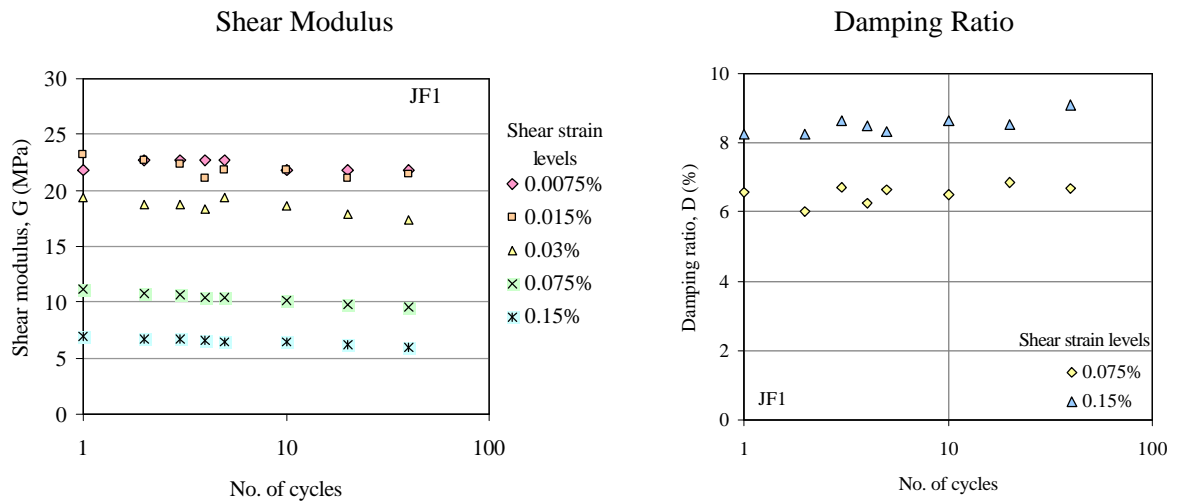 Shear Modulus
30
25
20
15
10
5
0
1
10
100
Shear modulus, G (MPa)
No. of cycles
JF1
Shear strain
levels
0.0075%
0.015%
0.03%
0.075%
0.15%
Damping Ratio
10
8
6
4
2
0
1
10
100
Damping ratio, D (%)
No. of cycles
Shear strain levels
0.075%
0.15%
JF1